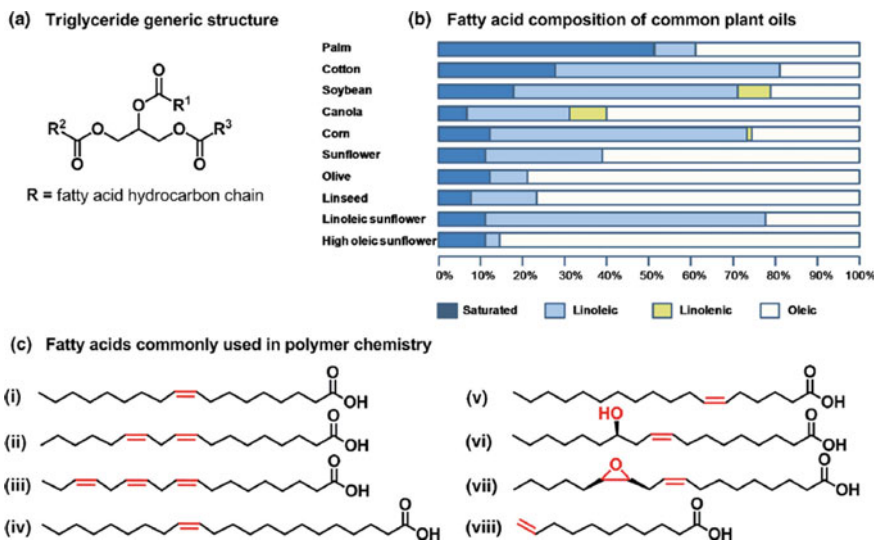 (a) Triglyceride generic structure
O
R¹
O
R²
O
O
R³
O
O
R = fatty acid hydrocarbon chain
(b) Fatty acid composition of common plant oils
Palm
Cotton
Soybean
Canola
Corn
Sunflower
Olive
Linseed
Linoleic sunflower
High oleic sunflower
0% 10% 20% 30% 40% 50% 60% 70% 80% 90% 100%
Saturated Linoleic Linolenic Oleic
(c) Fatty acids commonly used in polymer chemistry
(i) O OH
(ii) O OH
(iii) O OH
(iv) O OH
(v) O OH
(vi) HO O OH
(vii) O O OH
(viii) O OH